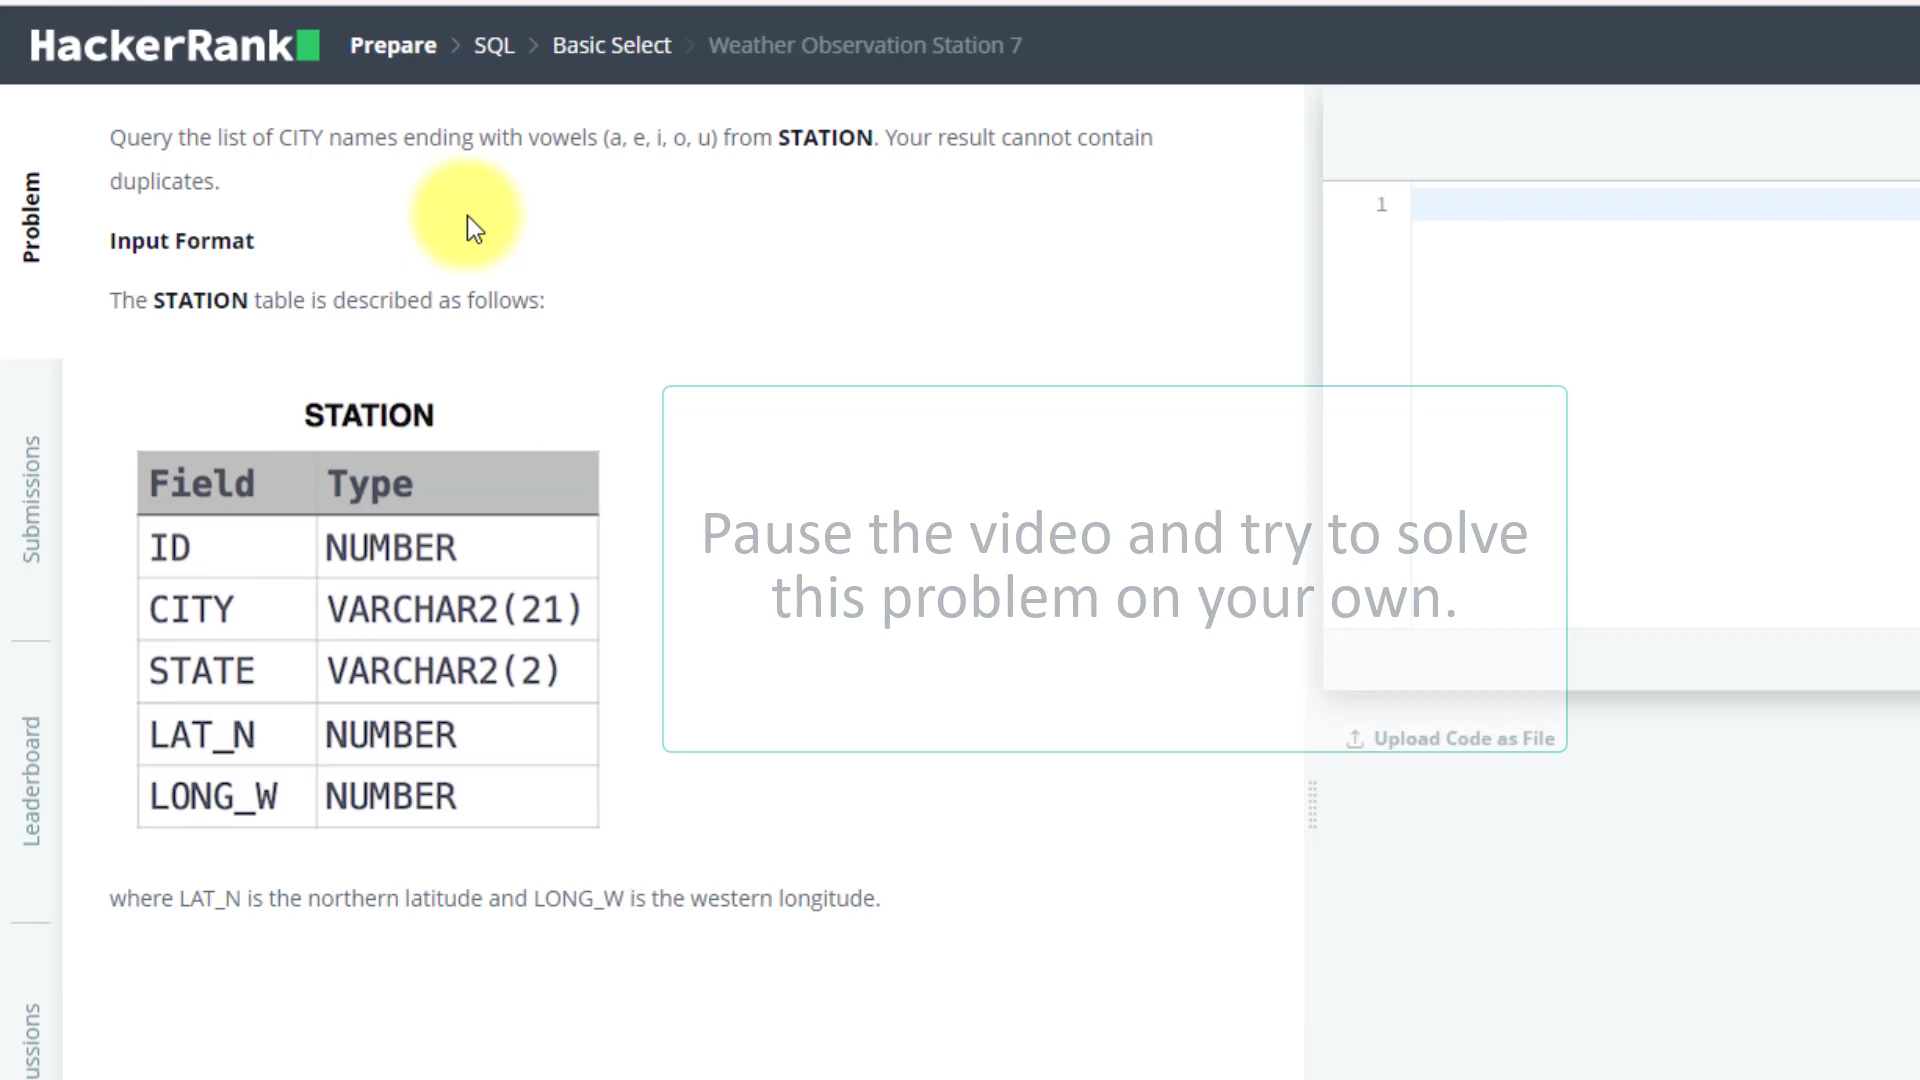 HackerRank Prepare > SQL > Basic Select > Weather Observation Station 7
Query the list of CITY names ending with vowels (a, e, i, o, u) from STATION. Your result cannot contain
duplicates.
Input Format
The STATION table is described as follows:
STATION
Field Type
ID NUMBER
CITY VARCHAR2(21)
STATE VARCHAR2(2)
LAT_N NUMBER
LONG_W NUMBER
where LAT_N is the northern latitude and LONG_W is the western longitude.
Problem
Submissions
Leaderboard
ussions
1
Pause the video and try to solve
this problem on your own.
Upload Code as File